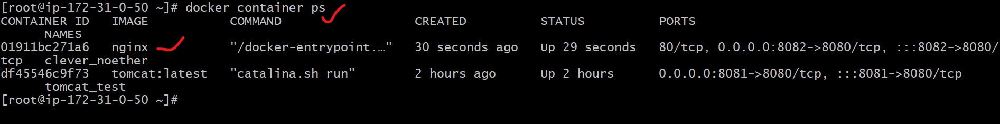 [root@ip-172-31-0-50 ~]# docker container ps
CONTAINER ID   IMAGE           COMMAND                  CREATED          STATUS          PORTS
      NAMES
01911bc271a6   nginx           "/docker-entrypoint.…"   30 seconds ago   Up 29 seconds   80/tcp, 0.0.0.0:8082->8080/tcp, :::8082->8080/
tcp   clever_noether
df45546c9f73   tomcat:latest   "catalina.sh run"        2 hours ago      Up 2 hours      0.0.0.0:8081->8080/tcp, :::8081->8080/tcp
      tomcat_test
[root@ip-172-31-0-50 ~]#